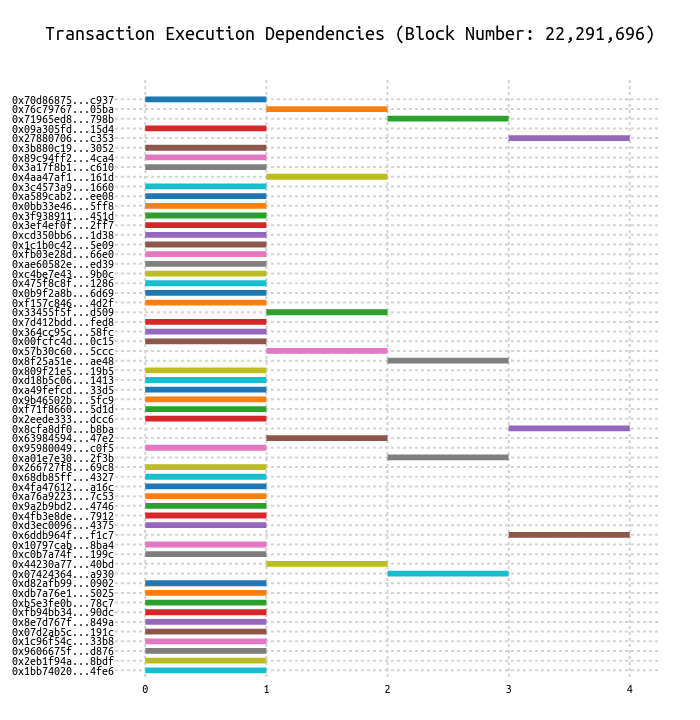 Transaction Execution Dependencies (Block Number: 22,291,696)
0x70d86875...c937
0x76c79767...05ba
0x71965ed8...798b
0x09a305fd...15d4
0x27880706...c353
0x3b880c19...3052
0x89c94ff2...4ca4
0x3a17f8b1...c610
0x4aa47af1...161d
0x3c4573a9...1660
0xa589cab2...ee08
0x0bb33e46...5ff8
0x3f938911...451d
0x3ef4ef0f...2ff7
0xcd350bb6...1d38
0x1c1b0c42...5e09
0xfb03e28d...66e0
0xae60582e...ed39
0xc4be7e43...9b0c
0x475f8c8f...1286
0x0b9f2a8b...6d69
0xf157c846...4d2f
0x33455f5f...d509
0x7d412bdd...fed8
0x364cc95c...58fc
0x00fcfc4d...0c15
0x57b30c60...5ccc
0x8f25a51e...ae48
0x809f21e5...19b5
0xd18b5c06...1413
0xa49fefcd...33d5
0x9b46502b...5fc9
0xf71f8660...5d1d
0x2eede333...dcc6
0x8cfa8df0...b8ba
0x63984594...47e2
0x95980049...c0f5
0xa01e7e30...2f3b
0x266727f8...69c8
0x68db85ff...4327
0x4fa47612...a16c
0xa76a9223...7c53
0x9a2b9bd2...4746
0x4fb3e8de...7912
0xd3ec0096...4375
0x6ddb964f...f1c7
0x10797cab...8ba4
0xc0b7a74f...199c
0x44230a77...40bd
0x07424364...a930
0xd82afb99...0902
0xdb7a76e1...5025
0xb5e3fe0b...78c7
0xfb94bb34...90dc
0x8e7d767f...849a
0x07d2ab5c...191c
0x1c96f54c...33b8
0x9606675f...d876
0x2eb1f94a...8bdf
0x1bb74020...4fe6
0 1 2 3 4